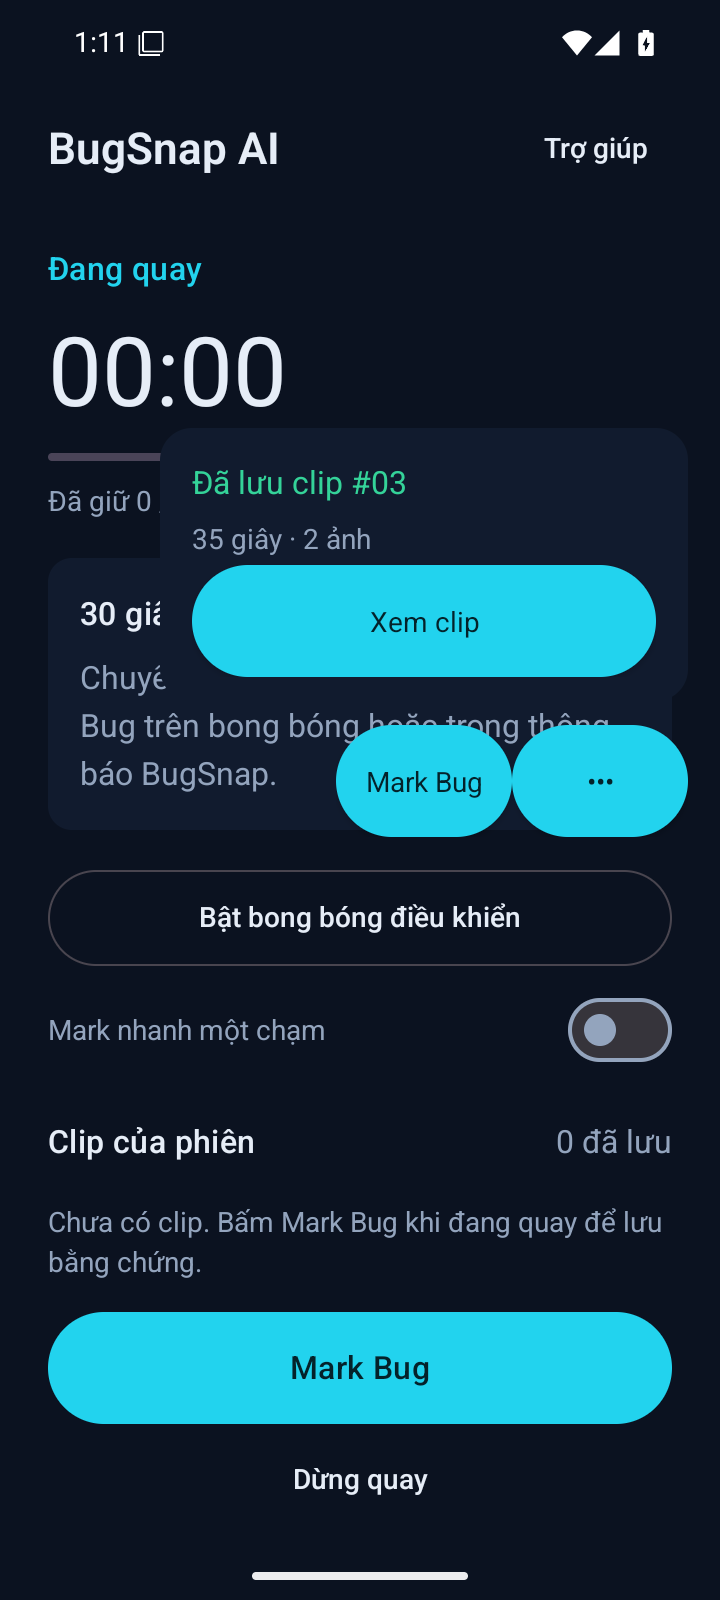 1:11
BugSnap AI
Trợ giúp
Đang quay
00:00
Đã giữ 0
Đã lưu clip #03
35 giây · 2 ảnh
Xem clip
30
Bug trên bong bóng hoặc trong thông
báo BugSnap.
Mark Bug
•••
Bật bong bóng điều khiển
Mark nhanh một chạm
Clip của phiên
0 đã lưu
Chưa có clip. Bấm Mark Bug khi đang quay để lưu
bằng chứng.
Mark Bug
Dừng quay